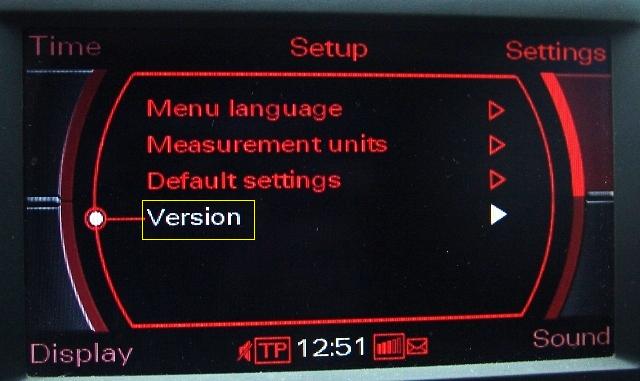 Time Setup Settings
Menu language
Measurement units
Default settings
Version
Display TP 12:51 Sound